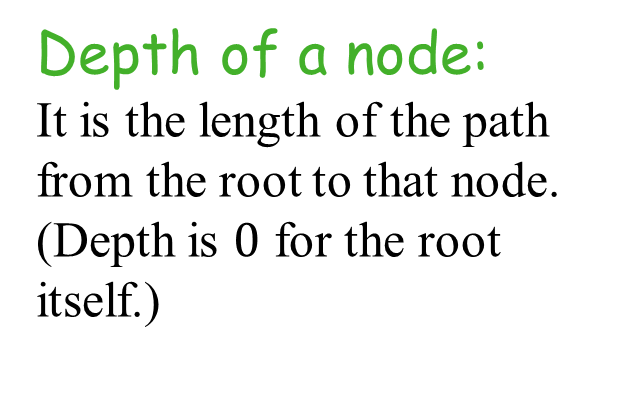 Depth of a node:
It is the length of the path
from the root to that node.
(Depth is 0 for the root
itself.)